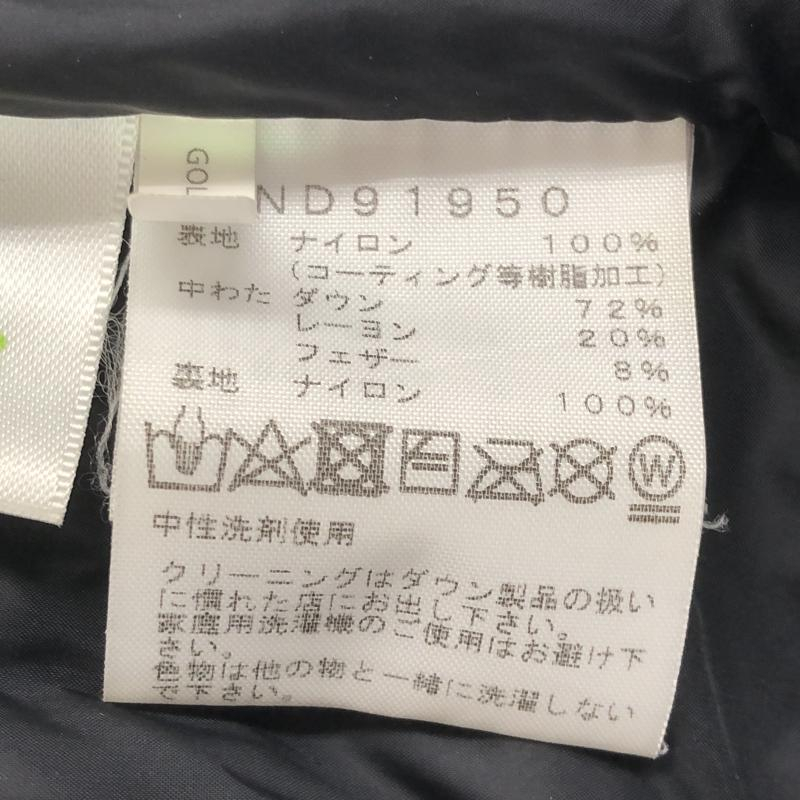 GOL
ND91950
表地 ナイロン 100%
(コーティング等樹脂加工)
中わた ダウン 72%
レーヨン 20%
フェザー 8%
裏地 ナイロン 100%
W
中性洗剤使用
クリーニングはダウン製品の扱い
に慣れた店にお出し下さい。
家庭用洗濯機のご使用はお避け下
さい。
色物は他の物と一緒に洗濯しない
で下さい。